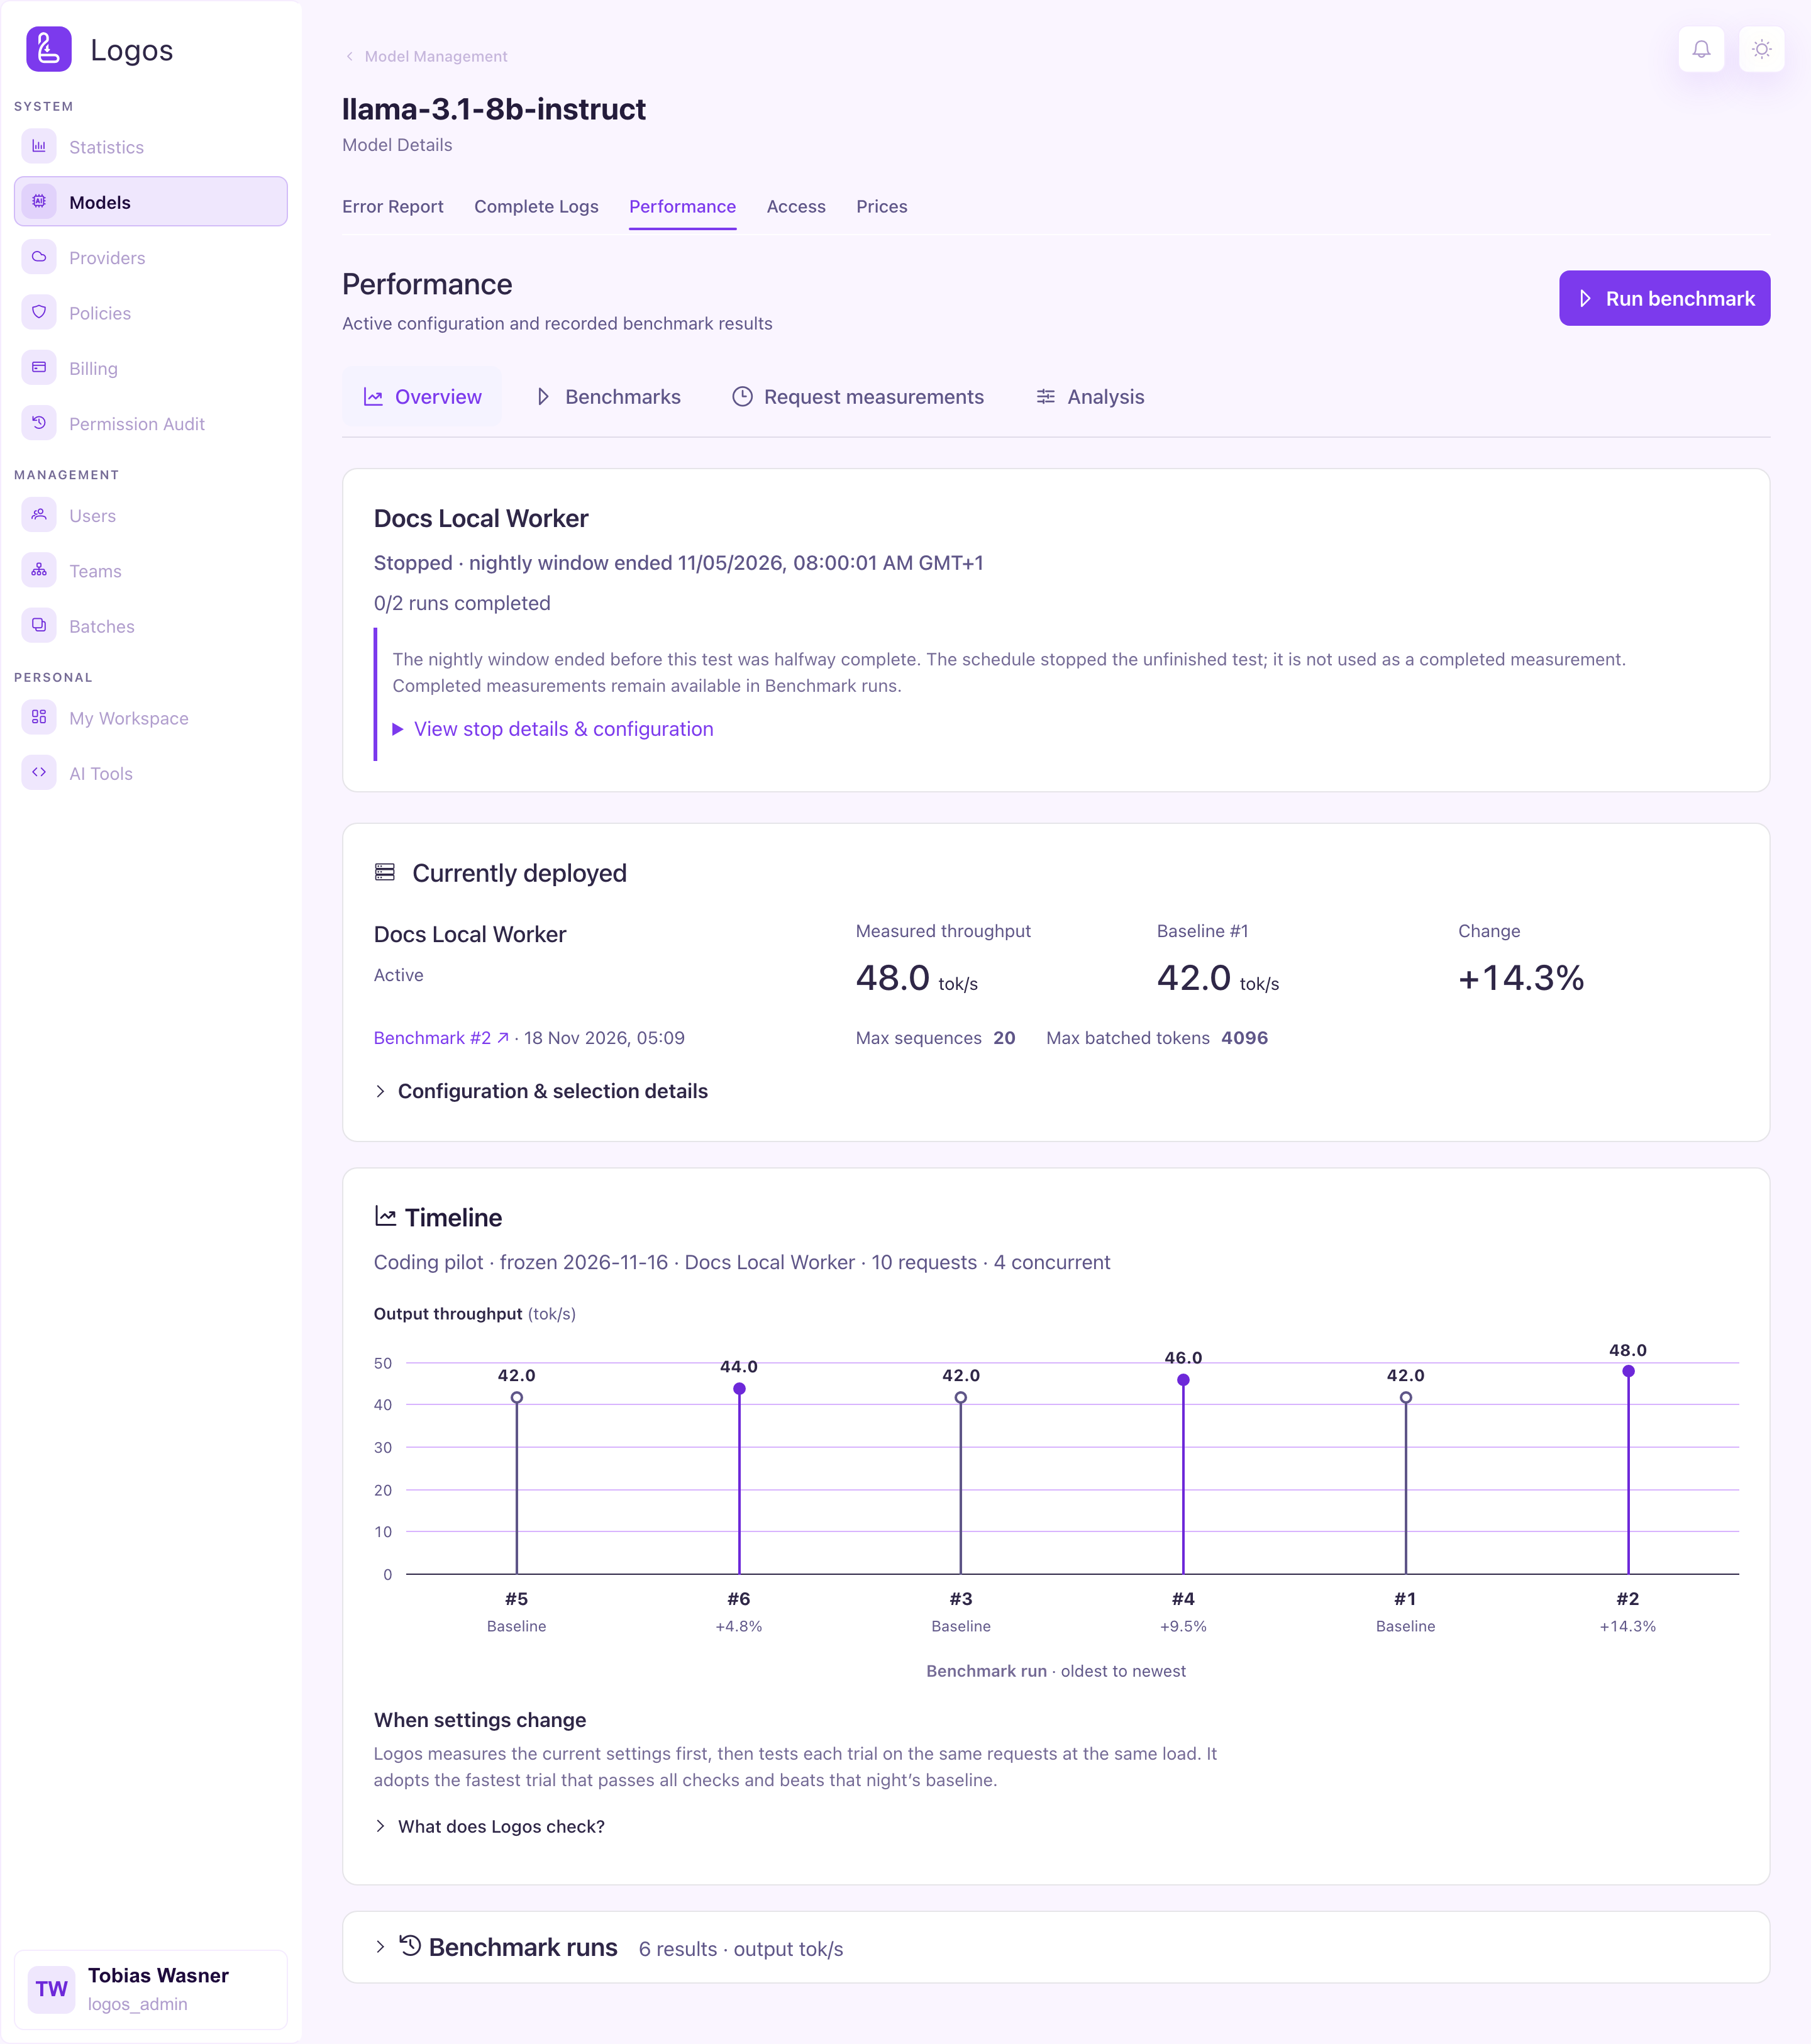 Logos
SYSTEM
Statistics
Models
Providers
Policies
Billing
Permission Audit
MANAGEMENT
Users
Teams
Batches
PERSONAL
My Workspace
AI Tools
TW
Tobias Wasner
logos_admin
Model Management
llama-3.1-8b-instruct
Model Details
Error Report
Complete Logs
Performance
Access
Prices
Performance
Active configuration and recorded benchmark results
Run benchmark
Overview
Benchmarks
Request measurements
Analysis
Docs Local Worker
Stopped · nightly window ended 11/05/2026, 08:00:01 AM GMT+1
0/2 runs completed
The nightly window ended before this test was halfway complete. The schedule stopped the unfinished test; it is not used as a completed measurement.
Completed measurements remain available in Benchmark runs.
View stop details & configuration
Currently deployed
Docs Local Worker
Active
Measured throughput
48.0 tok/s
Baseline #1
42.0 tok/s
Change
+14.3%
Benchmark #2 ↗ · 18 Nov 2026, 05:09
Max sequences 20
Max batched tokens 4096
Configuration & selection details
Timeline
Coding pilot · frozen 2026-11-16 · Docs Local Worker · 10 requests · 4 concurrent
Output throughput (tok/s)
50
40
30
20
10
0
42.0
44.0
42.0
46.0
42.0
48.0
#5
#6
#3
#4
#1
#2
Baseline
+4.8%
Baseline
+9.5%
Baseline
+14.3%
Benchmark run · oldest to newest
When settings change
Logos measures the current settings first, then tests each trial on the same requests at the same load. It
adopts the fastest trial that passes all checks and beats that night's baseline.
What does Logos check?
Benchmark runs
6 results · output tok/s